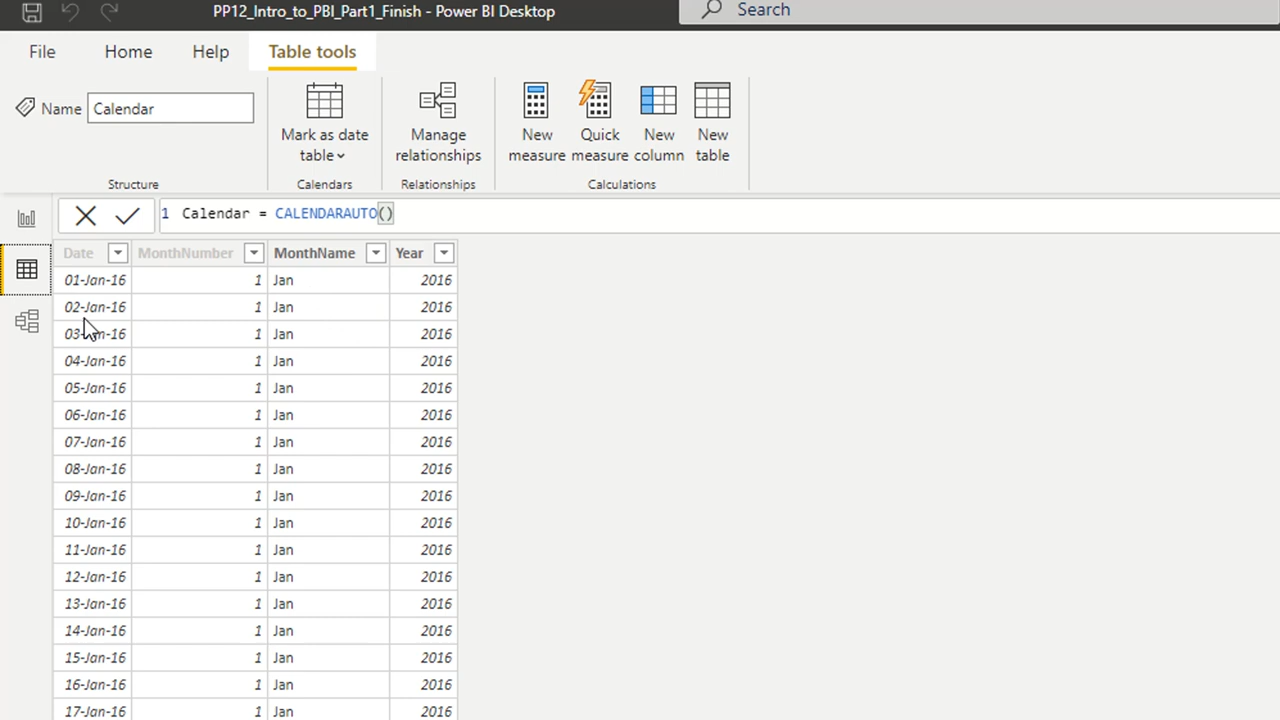 PP12_Intro_to_PBI_Part1_Finish - Power BI Desktop
Search
File
Home
Help
Table tools
Name
Calendar
Mark as date
table
Manage
relationships
New
measure
Quick
measure
New
column
New
table
Structure
Calendars
Relationships
Calculations
1 Calendar = CALENDARAUTO()
Date MonthNumber MonthName Year
01-Jan-16 1 Jan 2016
02-Jan-16 1 Jan 2016
03-Jan-16 1 Jan 2016
04-Jan-16 1 Jan 2016
05-Jan-16 1 Jan 2016
06-Jan-16 1 Jan 2016
07-Jan-16 1 Jan 2016
08-Jan-16 1 Jan 2016
09-Jan-16 1 Jan 2016
10-Jan-16 1 Jan 2016
11-Jan-16 1 Jan 2016
12-Jan-16 1 Jan 2016
13-Jan-16 1 Jan 2016
14-Jan-16 1 Jan 2016
15-Jan-16 1 Jan 2016
16-Jan-16 1 Jan 2016
17-Jan-16 1 Jan 2016